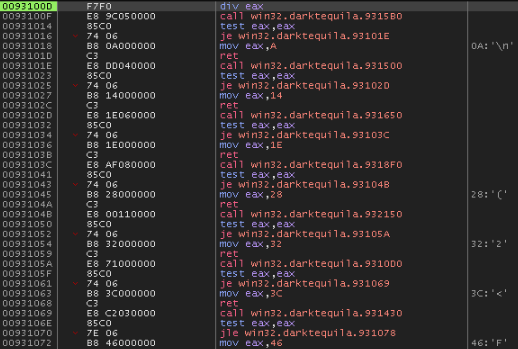 0093100D F7F0 div eax
0093100F E8 9C050000 call win32.darktequila.9315B0
00931014 85C0 test eax,eax
00931016 74 06 je win32.darktequila.93101E
00931018 B8 0A000000 mov eax,A 0A:'\n'
0093101D C3 ret
0093101E E8 DD040000 call win32.darktequila.931500
00931023 85C0 test eax,eax
00931025 74 06 je win32.darktequila.93102D
00931027 B8 14000000 mov eax,14
0093102C C3 ret
0093102D E8 1E060000 call win32.darktequila.931650
00931032 85C0 test eax,eax
00931034 74 06 je win32.darktequila.93103C
00931036 B8 1E000000 mov eax,1E
0093103B C3 ret
0093103C E8 AF080000 call win32.darktequila.9318F0
00931041 85C0 test eax,eax
00931043 74 06 je win32.darktequila.93104B
00931045 B8 28000000 mov eax,28 28:'('
0093104A C3 ret
0093104B E8 00110000 call win32.darktequila.932150
00931050 85C0 test eax,eax
00931052 74 06 je win32.darktequila.93105A
00931054 B8 32000000 mov eax,32 32:'2'
00931059 C3 ret
0093105A E8 71000000 call win32.darktequila.9310D0
0093105F 85C0 test eax,eax
00931061 74 06 je win32.darktequila.931069
00931063 B8 3C000000 mov eax,3C 3C:'<'
00931068 C3 ret
00931069 E8 C2030000 call win32.darktequila.931430
0093106E 85C0 test eax,eax
00931070 7E 06 jle win32.darktequila.931078
00931072 B8 46000000 mov eax,46 46:'F'